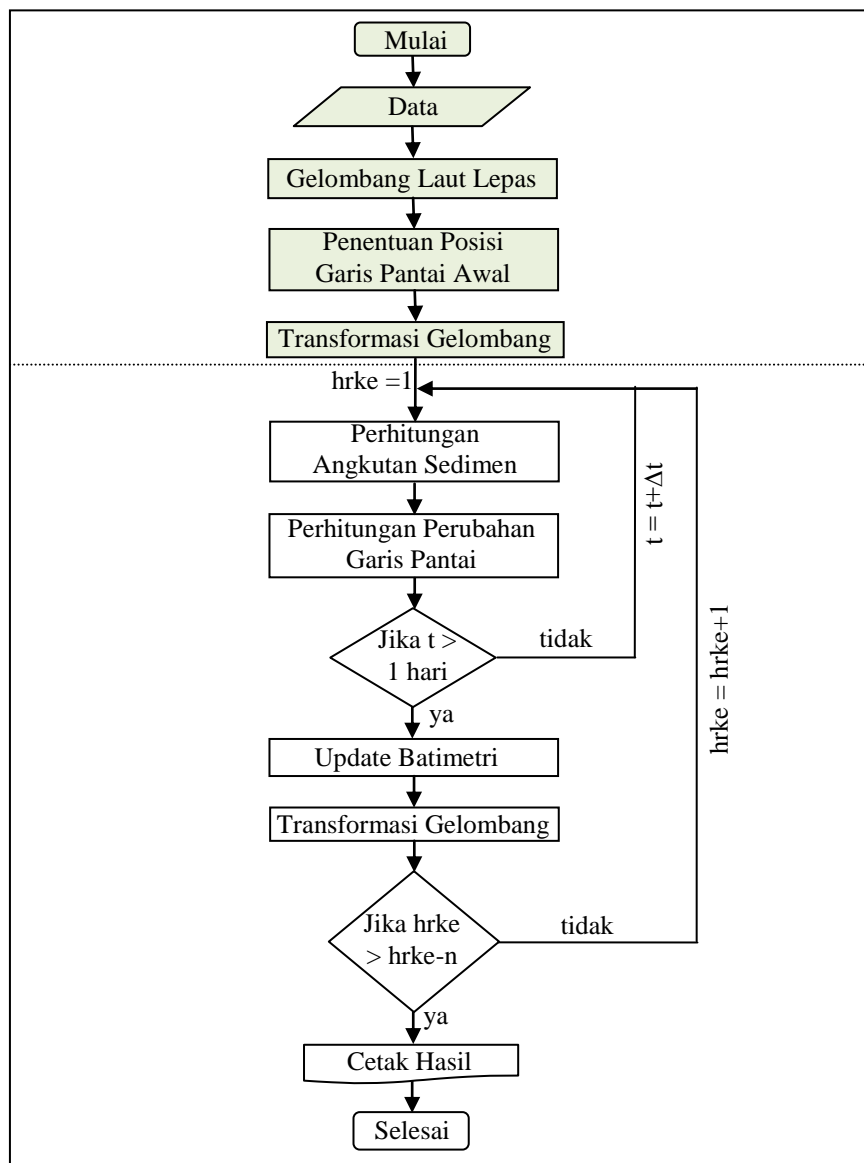 Mulai
Data
Gelombang Laut Lepas
Penentuan Posisi
Garis Pantai Awal
Transformasi Gelombang
hrke =1
Perhitungan
Angkutan Sedimen
t = t+Δt
Perhitungan Perubahan
Garis Pantai
Jika t >
1 hari
tidak
hrke = hrke+1
ya
Update Batimetri
Transformasi Gelombang
Jika hrke
> hrke-n
tidak
ya
Cetak Hasil
Selesai